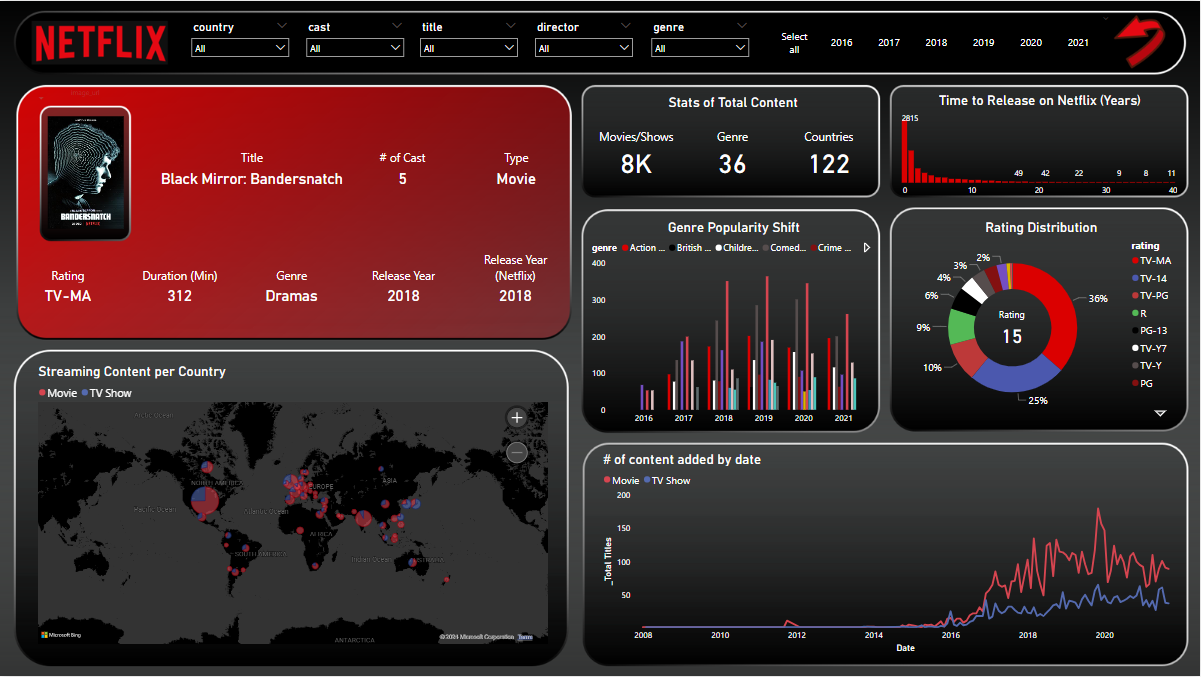 NETFLIX
country
All
cast
All
title
All
director
All
genre
All
Select all
2016
2017
2018
2019
2020
2021
BANDERSNATCH
NETFLIX
Title
Black Mirror: Bandersnatch
# of Cast
5
Type
Movie
Rating
TV-MA
Duration (Min)
312
Genre
Dramas
Release Year
2018
Release Year
(Netflix)
2018
Stats of Total Content
Movies/Shows
8K
Genre
36
Countries
122
Time to Release on Netflix (Years)
2815
49 42 22 9 8 11
0 10 20 30 40
Genre Popularity Shift
genre Action ... British ... Childre... Comed... Crime ...
400
300
200
100
0
2016 2017 2018 2019 2020 2021
Rating Distribution
2%
3%
4%
6%
9%
10%
25%
36%
Rating
15
rating
TV-MA
TV-14
TV-PG
R
PG-13
TV-Y7
TV-Y
PG
Streaming Content per Country
Movie TV Show
Arctic Ocean
NORTH AMERICA
EUROPE
ASIA
Pacific Ocean
Atlantic Ocean
AFRICA
SOUTH AMERICA
Indian Ocean
AUSTRALIA
ANTARCTICA
Microsoft Bing
© 2024 Microsoft Corporation Terms
# of content added by date
Movie TV Show
_Total Titles
200
150
100
50
2008 2010 2012 2014 2016 2018 2020
Date